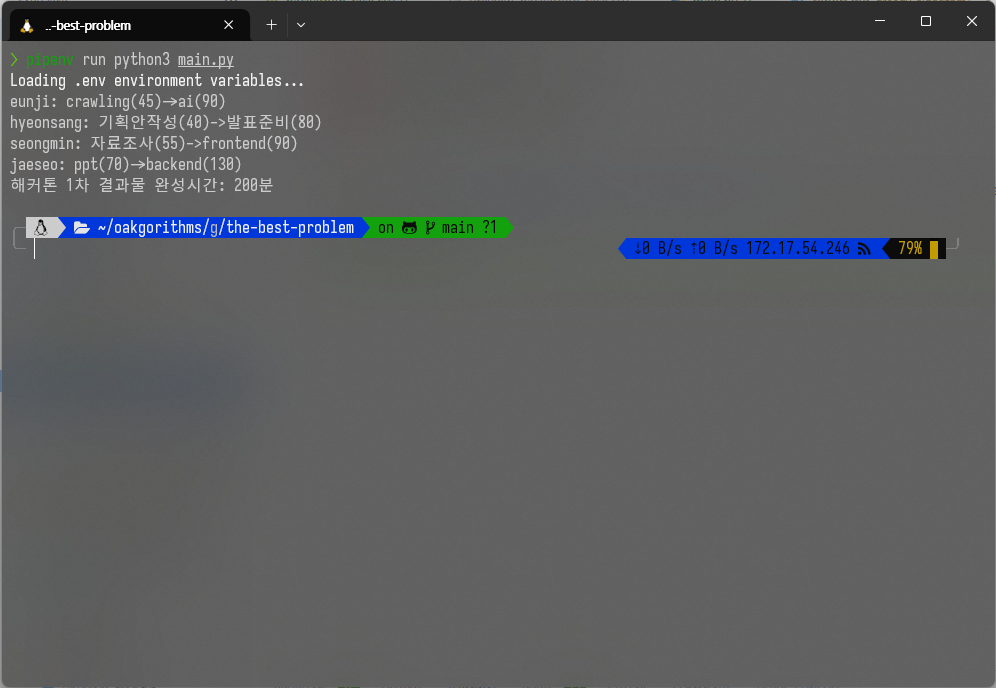 ..-best-problem
❯ pipenv run python3 main.py
Loading .env environment variables...
eunji: crawling(45)->ai(90)
hyeonsang: 기획안작성(40)->발표준비(80)
seongmin: 자료조사(55)->frontend(90)
jaeseo: ppt(70)->backend(130)
해커톤 1차 결과물 완성시간: 200분
~/oakgorithms/g/the-best-problem on main ?1
↓0 B/s ↑0 B/s 172.17.54.246 79%